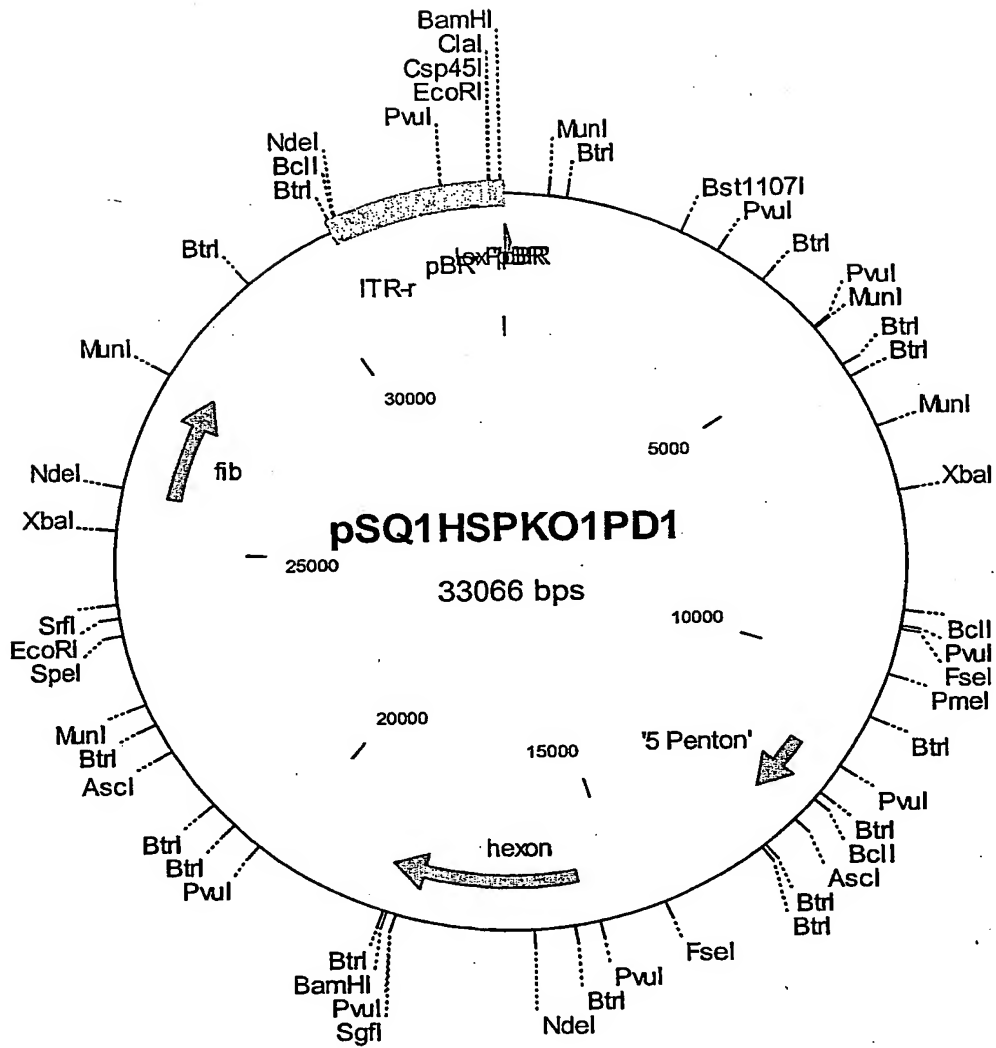 BamHI
ClaI
Csp45I
EcoRI
PvuI
NdeI
BclI
BtrI
BtrI
MunI
NdeI
XbaI
SrfI
EcoRI
SpeI
MunI
BtrI
AscI
BtrI
BtrI
PvuI
BtrI
BamHI
PvuI
SgfI
MunI
BtrI
Bst1107I
PvuI
BtrI
PvuI
MunI
BtrI
BtrI
MunI
XbaI
BclI
PvuI
FseI
PmeI
BtrI
PvuI
BtrI
BclI
AscI
BtrI
BtrI
FseI
PvuI
BtrI
NdeI
ITR-r
pBR
30000
5000
fib
pSQ1HSPKO1PD1
33066 bps
25000
10000
20000
15000
'5 Penton'
hexon